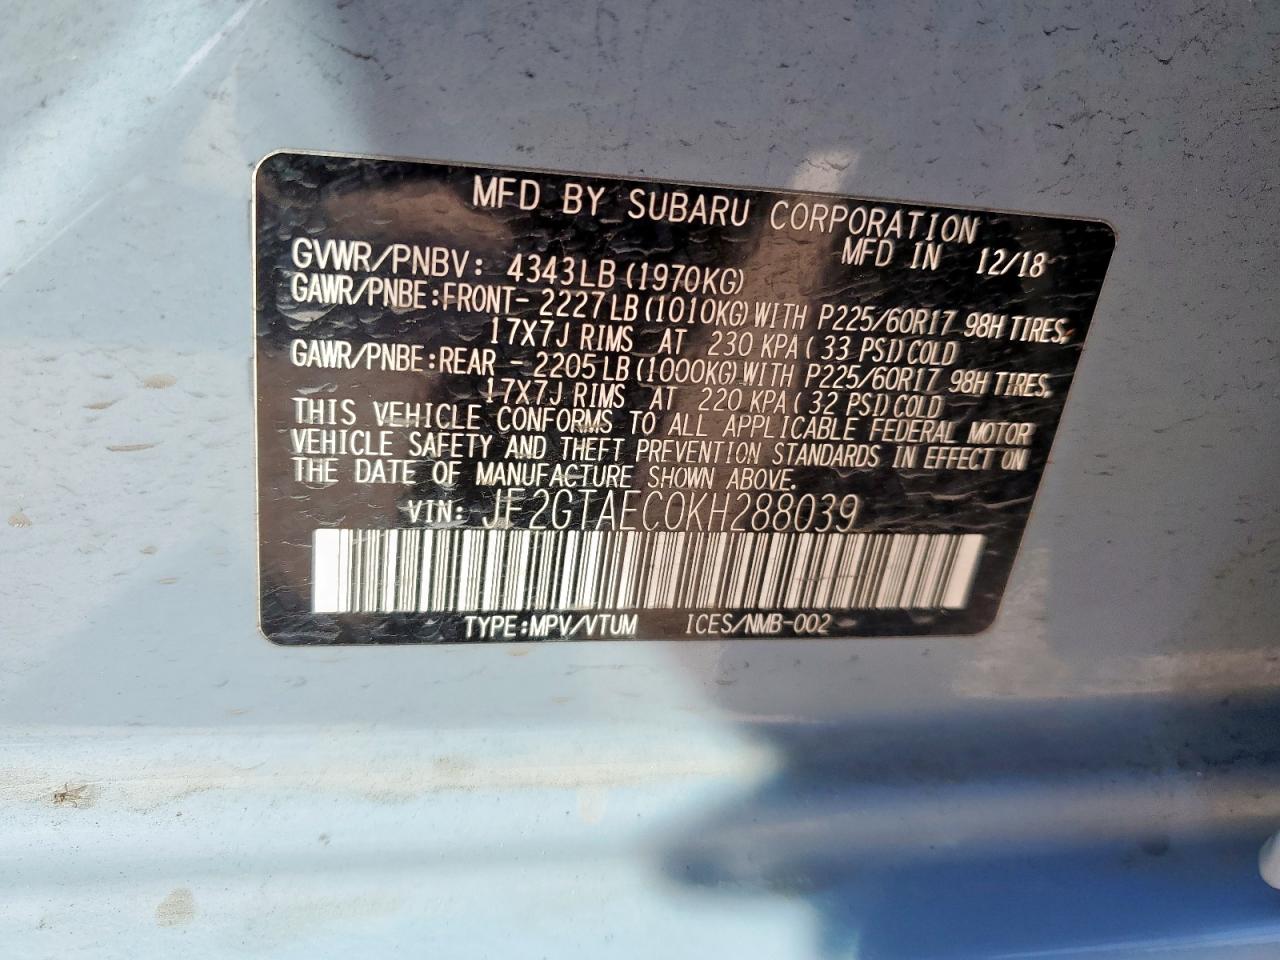 MFD BY SUBARU CORPORATION
MFD IN 12/18
GVWR/PNBV: 4343LB(1970KG)
GAWR/PNBE:FRONT- 2227LB(1010KG)WITH P225/60R17 98H TIRES,
17X7J RIMS AT 230 KPA(33 PSI)COLD
GAWR/PNBE:REAR - 2205LB(1000KG)WITH P225/60R17 98H TIRES,
17X7J RIMS AT 220 KPA(32 PSI)COLD
THIS VEHICLE CONFORMS TO ALL APPLICABLE FEDERAL MOTOR
VEHICLE SAFETY AND THEFT PREVENTION STANDARDS IN EFFECT ON
THE DATE OF MANUFACTURE SHOWN ABOVE.
VIN: JF2GTAEC0KH288039
TYPE:MPV/VTUM ICES/NMB-002